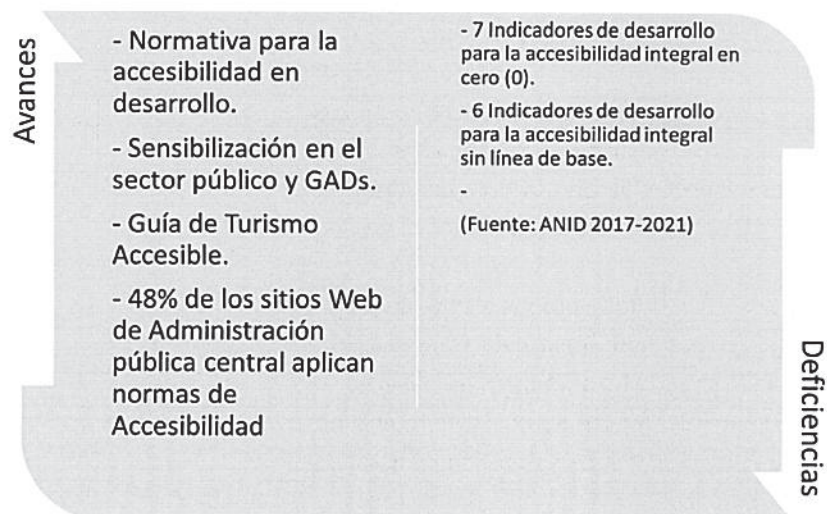 Avances
- Normativa para la
accesibilidad en
desarrollo.
- Sensibilización en el
sector público y GADs.
- Guía de Turismo
Accesible.
- 48% de los sitios Web
de Administración
pública central aplican
normas de
Accesibilidad
- 7 Indicadores de desarrollo
para la accesibilidad integral en
cero (0).
- 6 Indicadores de desarrollo
para la accesibilidad integral
sin línea de base.
-
(Fuente: ANID 2017-2021)
Deficiencias